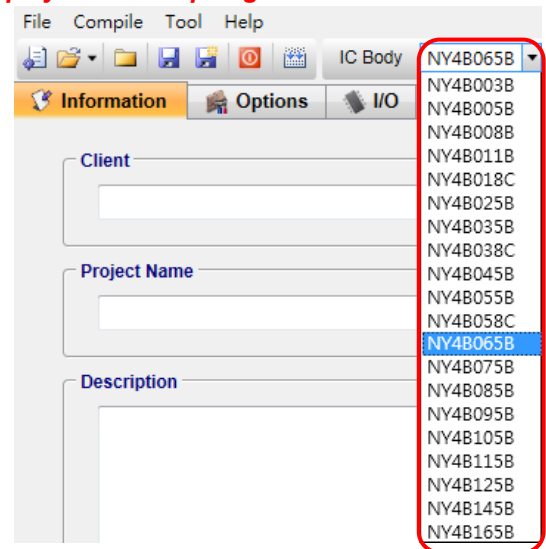 File Compile Tool Help
IC Body NY4B065B
Information Options I/O
NY4B003B
NY4B005B
NY4B008B
NY4B011B
NY4B018C
NY4B025B
NY4B035B
NY4B038C
NY4B045B
NY4B055B
NY4B058C
NY4B065B
NY4B075B
NY4B085B
NY4B095B
NY4B105B
NY4B115B
NY4B125B
NY4B145B
NY4B165B
Client
Project Name
Description